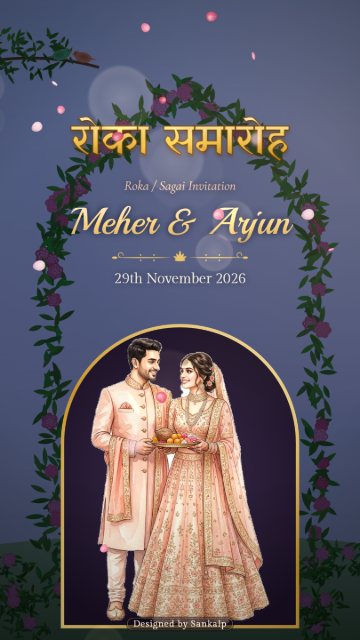 रोका समारोह
Roka / Sagai Invitation
Meher & Arjun
29th November 2026
Designed by Sankalp